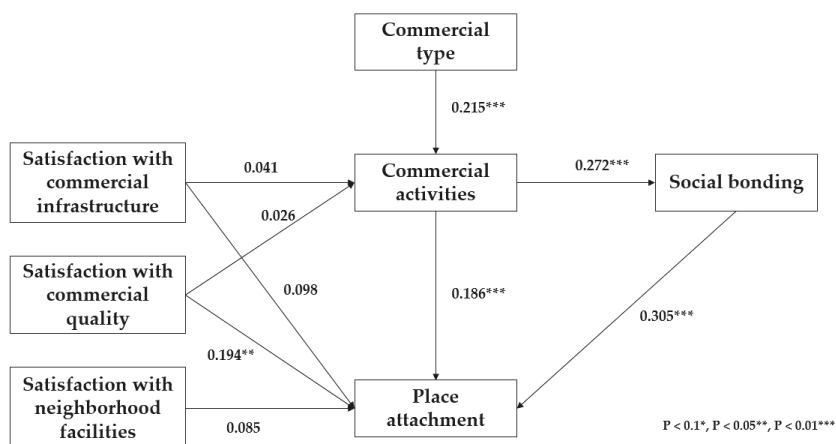 Commercial
type
0.215***
Satisfaction with
commercial
infrastructure
0.041
Commercial
activities
0.272***
Social bonding
0.026
Satisfaction with
commercial
quality
0.098
0.186***
0.305***
0.194**
Satisfaction with
neighborhood
facilities
0.085
Place
attachment
P < 0.1*, P < 0.05**, P < 0.01***